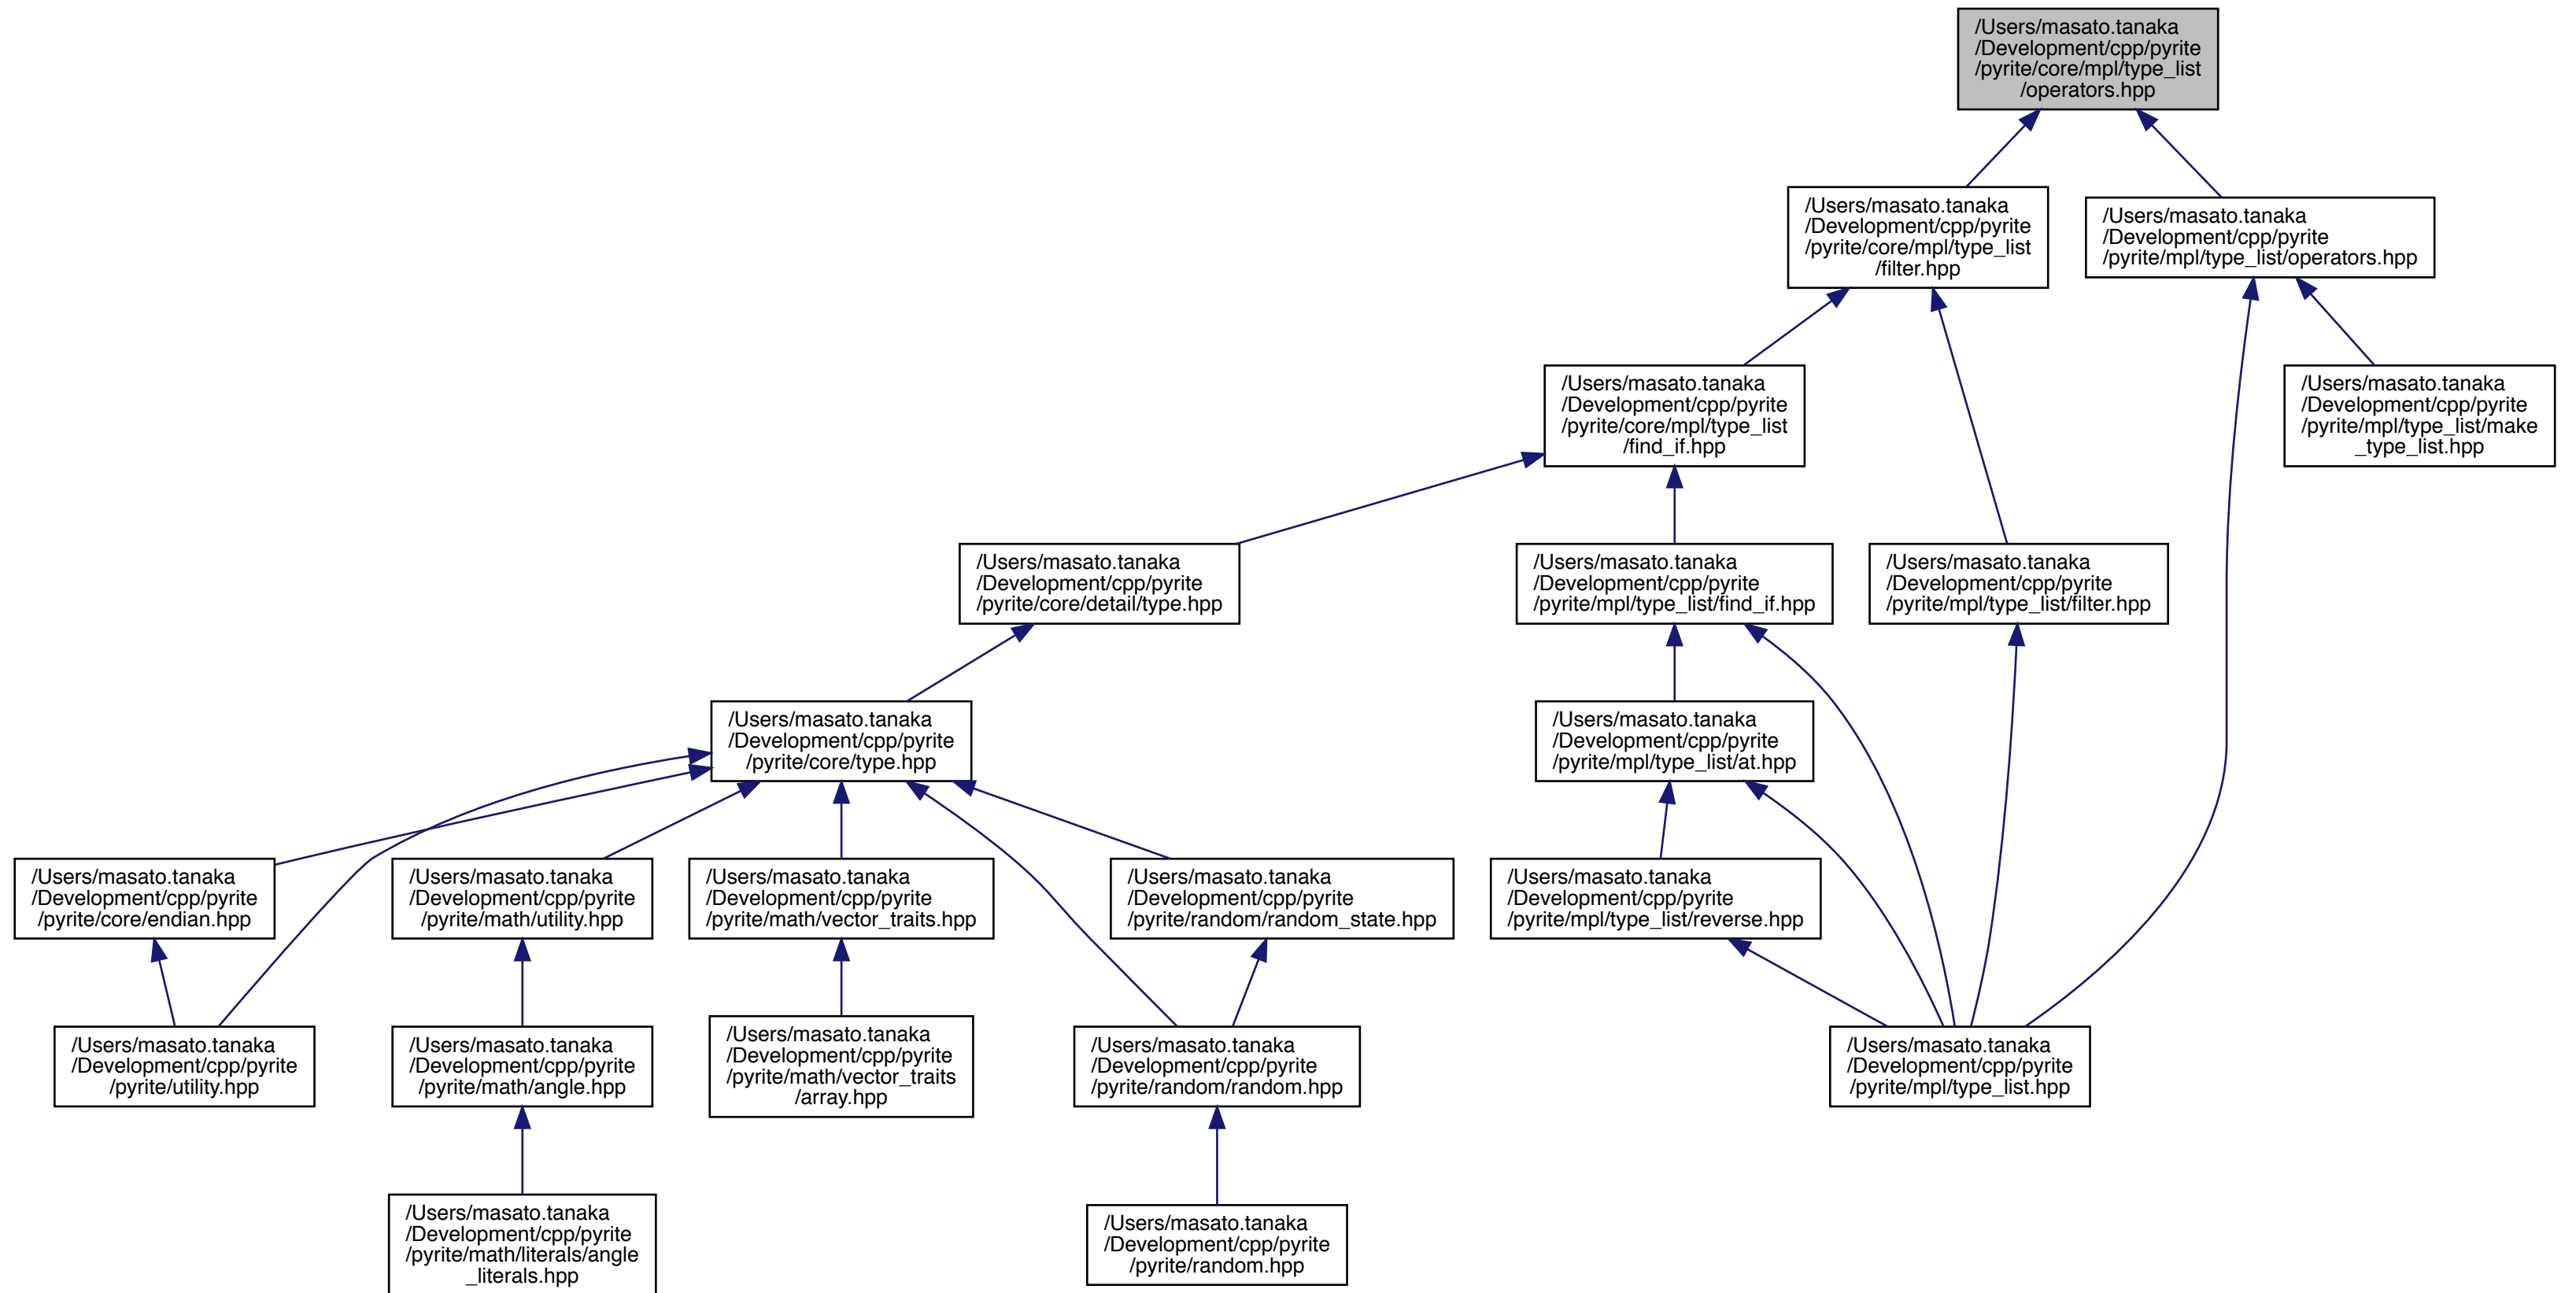 /Users/masato.tanaka
/Development/cpp/pyrite
/pyrite/core/mpl/type_list
/operators.hpp
/Users/masato.tanaka
/Development/cpp/pyrite
/pyrite/core/mpl/type_list
/filter.hpp
/Users/masato.tanaka
/Development/cpp/pyrite
/pyrite/mpl/type_list/operators.hpp
/Users/masato.tanaka
/Development/cpp/pyrite
/pyrite/core/mpl/type_list
/find_if.hpp
/Users/masato.tanaka
/Development/cpp/pyrite
/pyrite/mpl/type_list/make
_type_list.hpp
/Users/masato.tanaka
/Development/cpp/pyrite
/pyrite/core/detail/type.hpp
/Users/masato.tanaka
/Development/cpp/pyrite
/pyrite/mpl/type_list/find_if.hpp
/Users/masato.tanaka
/Development/cpp/pyrite
/pyrite/mpl/type_list/filter.hpp
/Users/masato.tanaka
/Development/cpp/pyrite
/pyrite/core/type.hpp
/Users/masato.tanaka
/Development/cpp/pyrite
/pyrite/mpl/type_list/at.hpp
/Users/masato.tanaka
/Development/cpp/pyrite
/pyrite/core/endian.hpp
/Users/masato.tanaka
/Development/cpp/pyrite
/pyrite/math/utility.hpp
/Users/masato.tanaka
/Development/cpp/pyrite
/pyrite/math/vector_traits.hpp
/Users/masato.tanaka
/Development/cpp/pyrite
/pyrite/random/random_state.hpp
/Users/masato.tanaka
/Development/cpp/pyrite
/pyrite/mpl/type_list/reverse.hpp
/Users/masato.tanaka
/Development/cpp/pyrite
/pyrite/utility.hpp
/Users/masato.tanaka
/Development/cpp/pyrite
/pyrite/math/angle.hpp
/Users/masato.tanaka
/Development/cpp/pyrite
/pyrite/math/vector_traits
/array.hpp
/Users/masato.tanaka
/Development/cpp/pyrite
/pyrite/random/random.hpp
/Users/masato.tanaka
/Development/cpp/pyrite
/pyrite/mpl/type_list.hpp
/Users/masato.tanaka
/Development/cpp/pyrite
/pyrite/math/literals/angle
_literals.hpp
/Users/masato.tanaka
/Development/cpp/pyrite
/pyrite/random.hpp